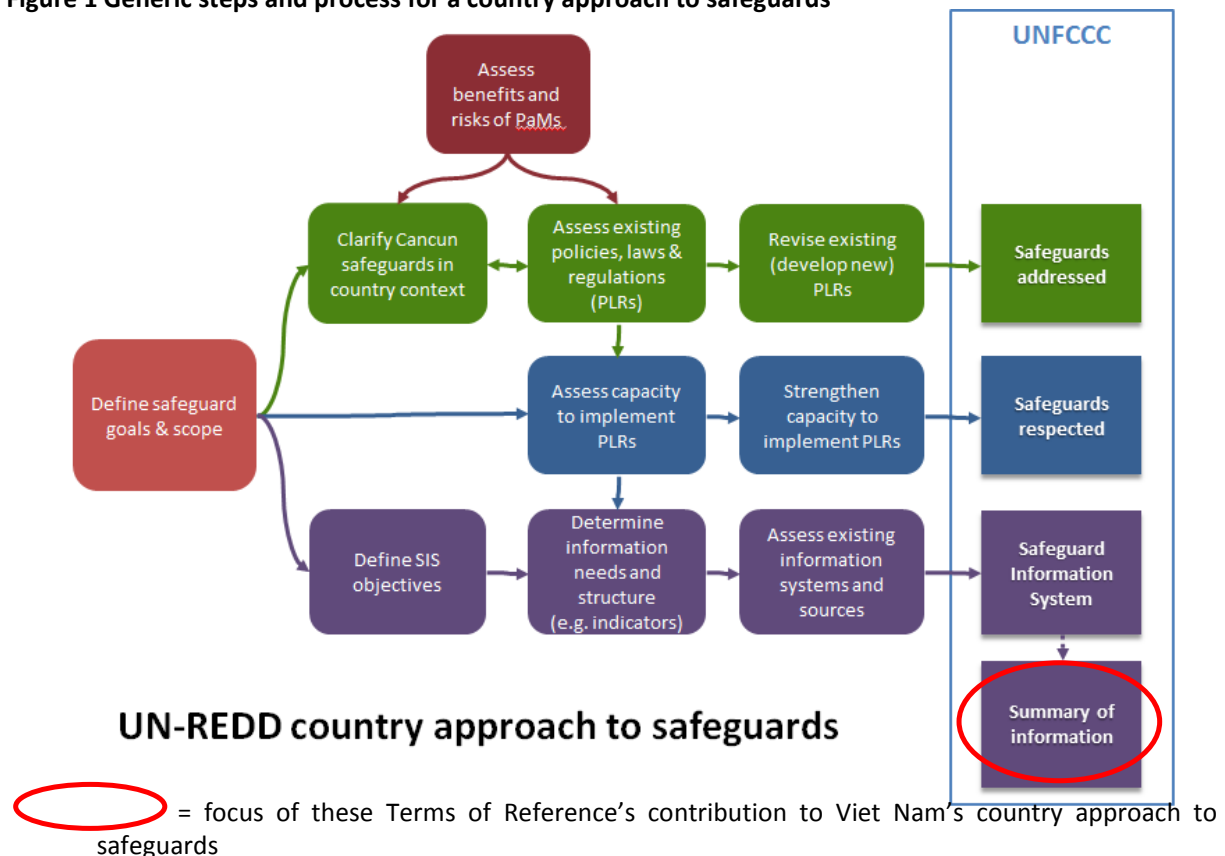 Figure 1 Generic steps and process for a country approach to safeguards
UNFCCC
Assess
benefits and
risks of PaMs
Clarify Cancun
safeguards in
country context
Assess existing
policies, laws &
regulations
(PLRs)
Revise existing
(develop new)
PLRs
Safeguards
addressed
Define safeguard
goals & scope
Assess capacity
to implement
PLRs
Strengthen
capacity to
implement PLRs
Safeguards
respected
Define SIS
objectives
Determine
information
needs and
structure
(e.g. indicators)
Assess existing
information
systems and
sources
Safeguard
Information
System
Summary of
information
UN-REDD country approach to safeguards
= focus of these Terms of Reference's contribution to Viet Nam's country approach to
safeguards